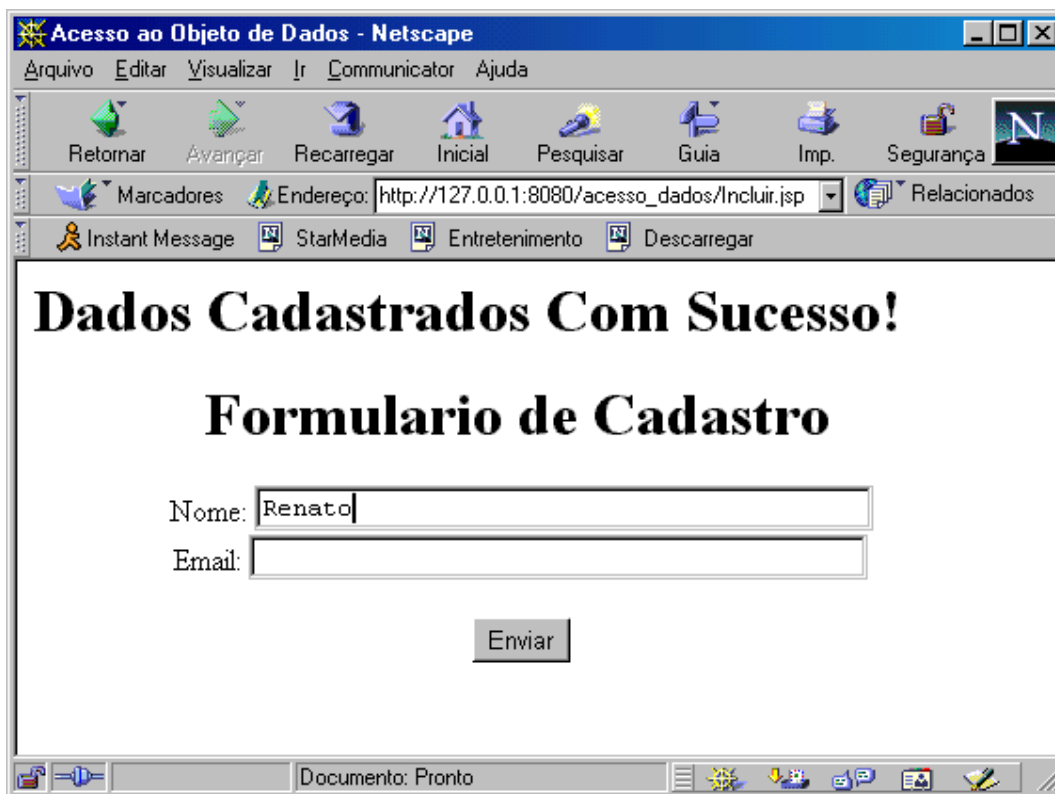 Acesso ao Objeto de Dados - Netscape
Arquivo Editar Visualizar Ir Communicator Ajuda
Retornar Avançar Recarregar Inicial Pesquisar Guia Imp. Segurança N
Marcadores Endereço: http://127.0.0.1:8080/acesso_dados/Incluir.jsp Relacionados
Instant Message StarMedia Entretenimento Descarregar
Dados Cadastrados Com Sucesso!
Formulario de Cadastro
Nome: Renato
Email:
Enviar
Documento: Pronto